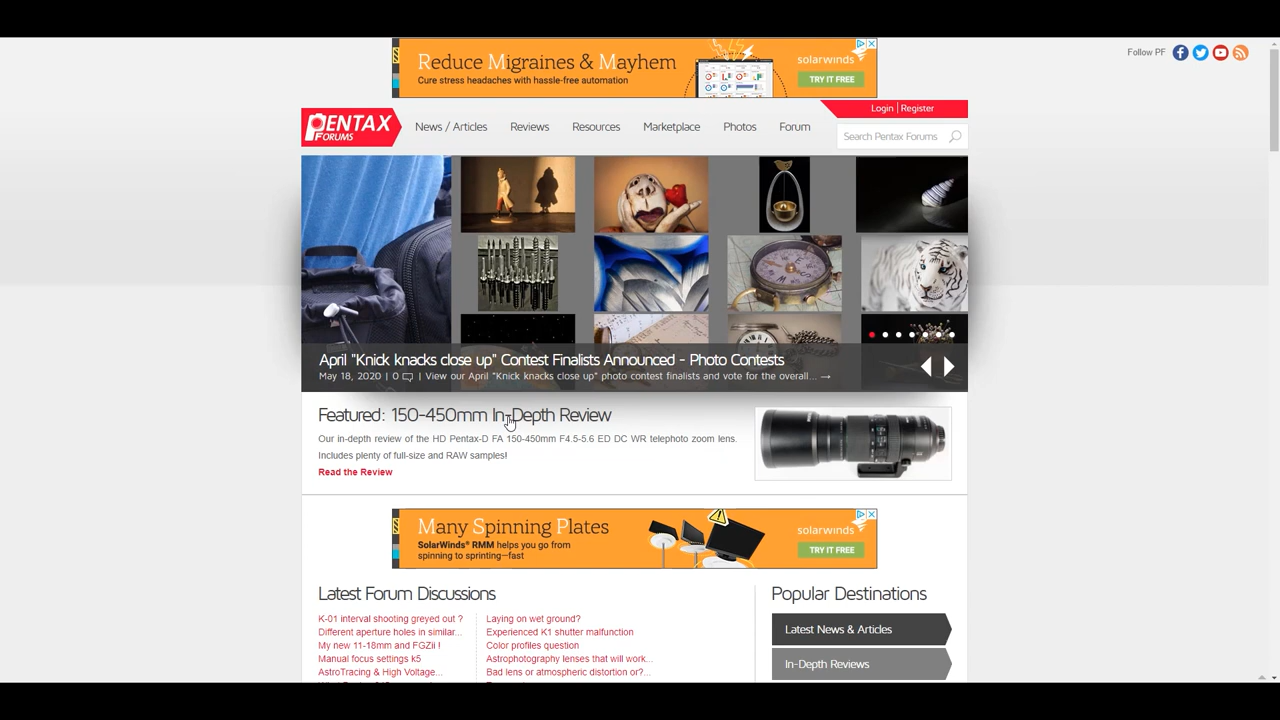 Reduce Migraines & Mayhem
Cure stress headaches with hassle-free automation
solarwinds
TRY IT FREE
Follow PF
PENTAX
FORUMS
Login | Register
News / Articles
Reviews
Resources
Marketplace
Photos
Forum
Search Pentax Forums
April "Knick knacks close up" Contest Finalists Announced - Photo Contests
May 18, 2020 | 0 | View our April "Knick knacks close up" photo contest finalists and vote for the overall... →
Featured: 150-450mm In-Depth Review
Our in-depth review of the HD Pentax-D FA 150-450mm F4.5-5.6 ED DC WR telephoto zoom lens.
Includes plenty of full-size and RAW samples!
Read the Review
Many Spinning Plates
SolarWinds® RMM helps you go from
spinning to sprinting—fast
solarwinds
TRY IT FREE
Latest Forum Discussions
K-01 interval shooting greyed out ?
Different aperture holes in similar...
My new 11-18mm and FGZii !
Manual focus settings k5
AstroTracing & High Voltage...
Laying on wet ground?
Experienced K1 shutter malfunction
Color profiles question
Astrophotography lenses that will work...
Bad lens or atmospheric distortion or?...
Popular Destinations
Latest News & Articles
In-Depth Reviews